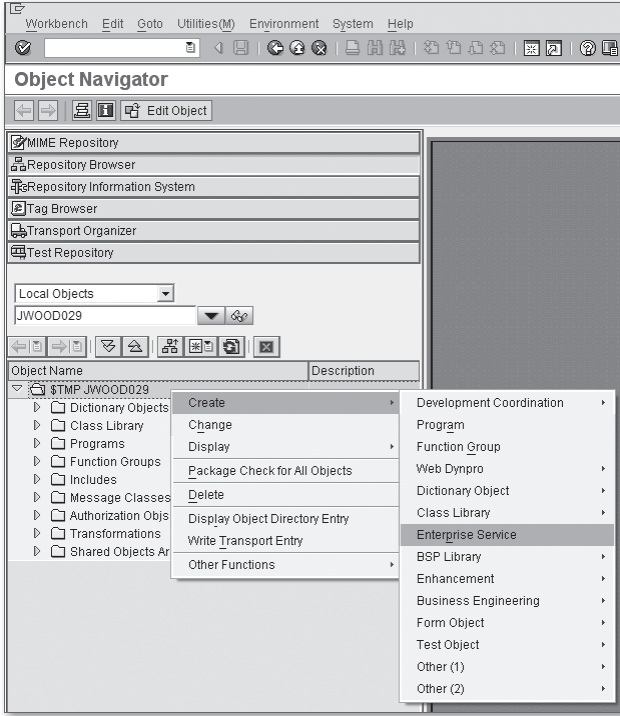 Workbench Edit Goto Utilities(M) Environment System Help
Object Navigator
Edit Object
MIME Repository
Repository Browser
Repository Information System
Tag Browser
Transport Organizer
Test Repository
Local Objects
JWOOD029
Object Name Description
$TMP JWOOD029
Dictionary Objects
Class Library
Programs
Function Groups
Includes
Message Classes
Authorization Objs
Transformations
Shared Objects Ar
Create
Change
Display
Package Check for All Objects
Delete
Display Object Directory Entry
Write Transport Entry
Other Functions
Development Coordination
Program
Function Group
Web Dynpro
Dictionary Object
Class Library
Enterprise Service
BSP Library
Enhancement
Business Engineering
Form Object
Test Object
Other (1)
Other (2)